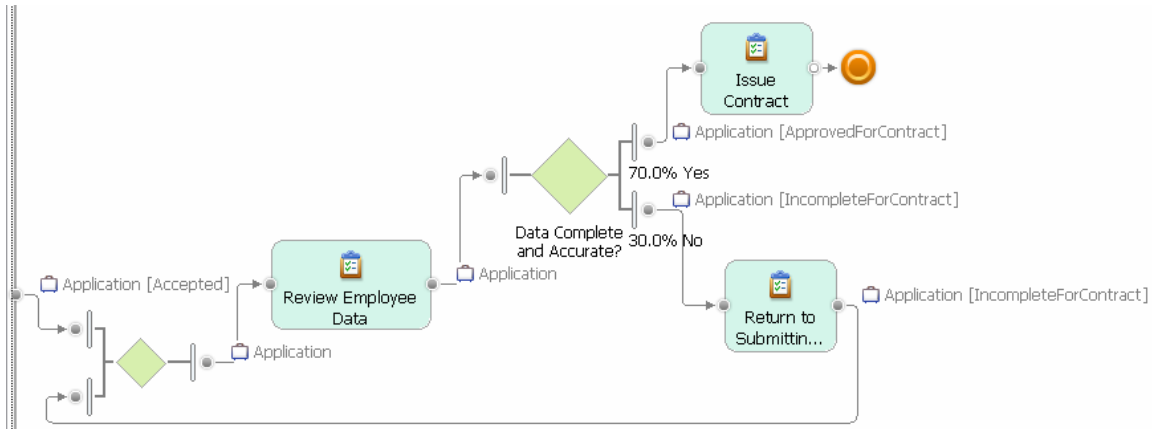 Issue
Contract
Application [ApprovedForContract]
70.0% Yes
Application [IncompleteForContract]
Data Complete
and Accurate?
30.0% No
Application [Accepted]
Review Employee
Data
Application
Application
Return to
Submittin...
Application [IncompleteForContract]